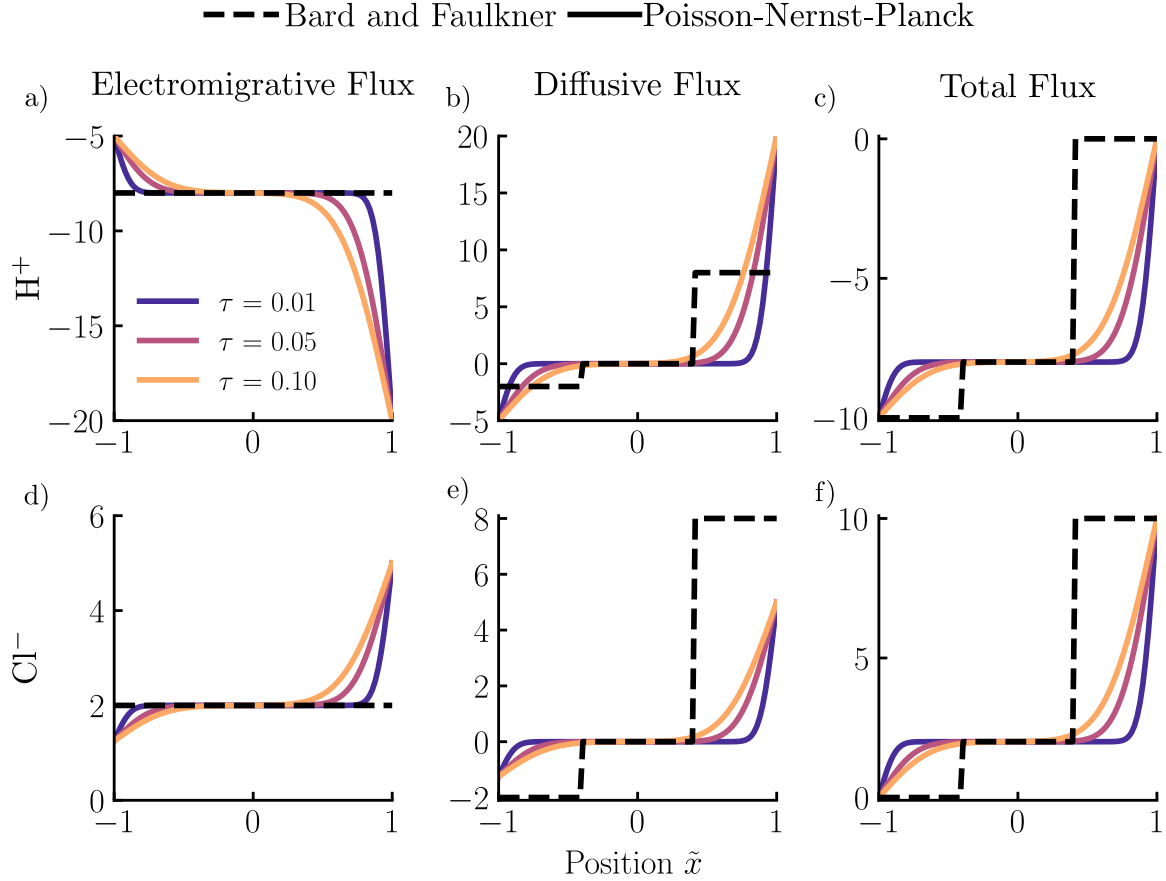 Bard and Faulkner Poisson-Nernst-Planck
Electromigrative Flux Diffusive Flux Total Flux
a) b) c)
H⁺
−5
−10
−15
−20
−1 0 1
τ = 0.01
τ = 0.05
τ = 0.10
20
15
10
5
0
−5
−1 0 1
0
−5
−10
−1 0 1
d) e) f)
Cl⁻
6
4
2
0
−1 0 1
8
6
4
2
0
−2
−1 0 1
10
5
0
−1 0 1
Position x̃